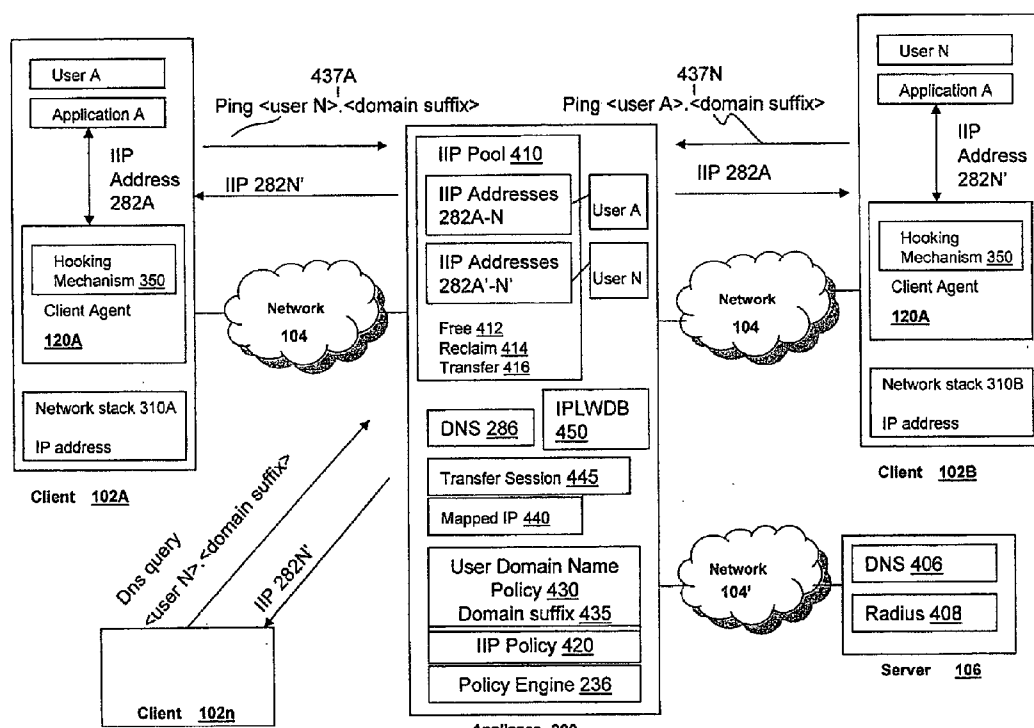 User A
Application A
IIP
Address
282A
Hooking
Mechanism 350
Client Agent
120A
Network stack 310A
IP address
Client 102A
437A
Ping <user N>.<domain suffix>
IIP 282N'
Network
104
Dns query
<user N>.<domain suffix>
IIP 282N'
Client 102n
IIP Pool 410
IIP Addresses
282A-N
User A
IIP Addresses
282A'-N'
User N
Free 412
Reclaim 414
Transfer 416
DNS 286
IPLWDB
450
Transfer Session 445
Mapped IP 440
User Domain Name
Policy 430
Domain suffix 435
IIP Policy 420
Policy Engine 236
437N
Ping <user A>.<domain suffix>
IIP 282A
Network
104
User N
Application A
IIP
Address
282N'
Hooking
Mechanism 350
Client Agent
120A
Network stack 310B
IP address
Client 102B
Network
104'
DNS 406
Radius 408
Server 106